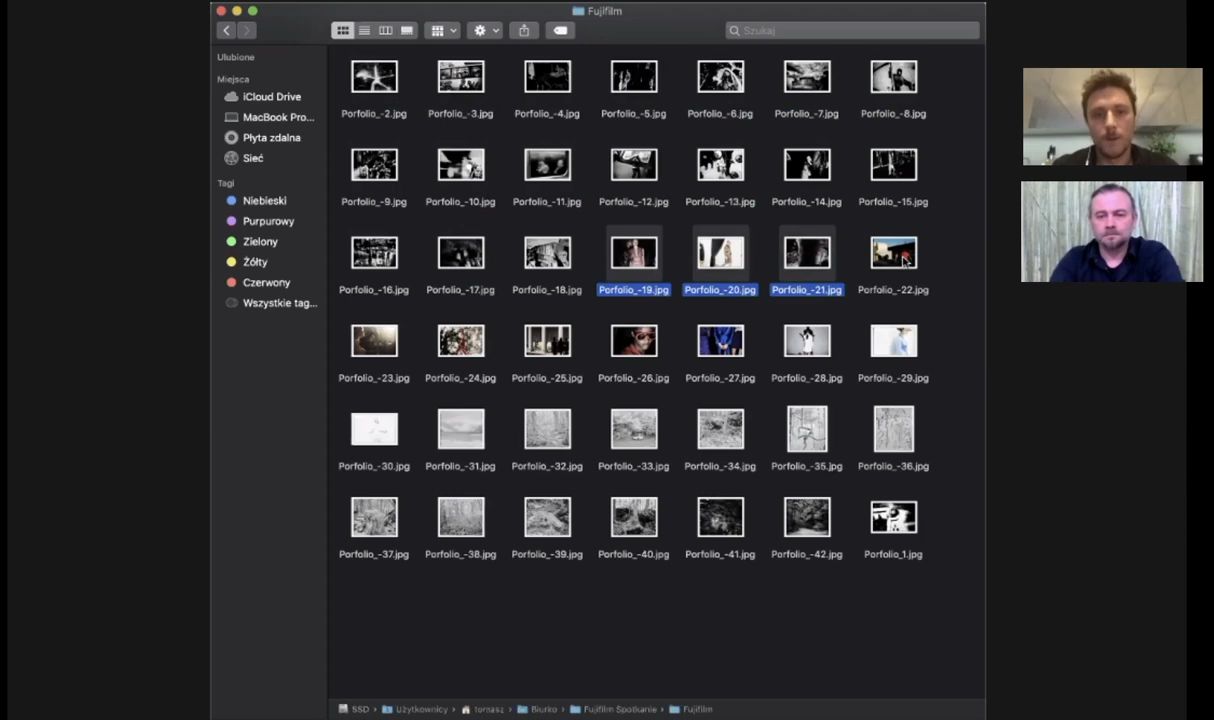 Fujifilm
Szukaj
Ulubione
Miejsca
iCloud Drive
MacBook Pro...
Płyta zdalna
Sieć
Tagi
Niebieski
Purpurowy
Zielony
Żółty
Czerwony
Wszystkie tag...
Porfolio_-2.jpg Porfolio_-3.jpg Porfolio_-4.jpg Porfolio_-5.jpg Porfolio_-6.jpg Porfolio_-7.jpg Porfolio_-8.jpg
Porfolio_-9.jpg Porfolio_-10.jpg Porfolio_-11.jpg Porfolio_-12.jpg Porfolio_-13.jpg Porfolio_-14.jpg Porfolio_-15.jpg
Porfolio_-16.jpg Porfolio_-17.jpg Porfolio_-18.jpg Porfolio_-19.jpg Porfolio_-20.jpg Porfolio_-21.jpg Porfolio_-22.jpg
Porfolio_-23.jpg Porfolio_-24.jpg Porfolio_-25.jpg Porfolio_-26.jpg Porfolio_-27.jpg Porfolio_-28.jpg Porfolio_-29.jpg
Porfolio_-30.jpg Porfolio_-31.jpg Porfolio_-32.jpg Porfolio_-33.jpg Porfolio_-34.jpg Porfolio_-35.jpg Porfolio_-36.jpg
Porfolio_-37.jpg Porfolio_-38.jpg Porfolio_-39.jpg Porfolio_-40.jpg Porfolio_-41.jpg Porfolio_-42.jpg Porfolio_1.jpg
SSD › Użytkownicy › tomasz › Biurko › Fujifilm Spotkanie › Fujifilm